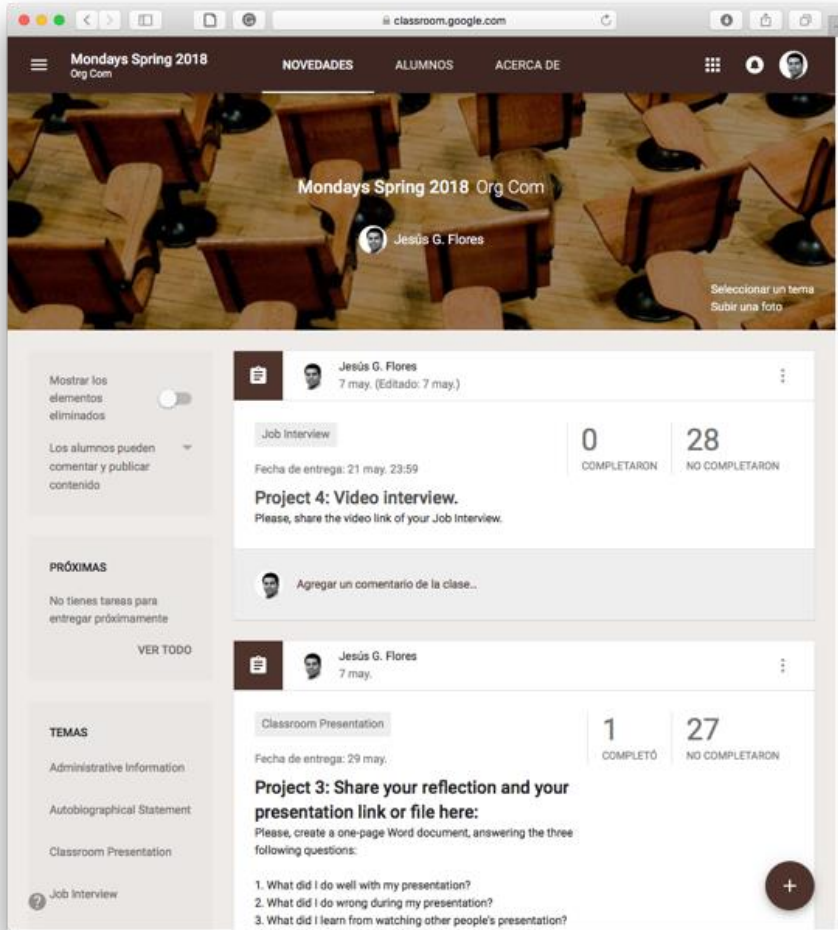 classroom.google.com
Mondays Spring 2018
Org Com
NOVEDADES
ALUMNOS
ACERCA DE
Mondays Spring 2018 Org Com
Jesús G. Flores
Seleccionar un tema
Subir una foto
Mostrar los
elementos
eliminados
Los alumnos pueden
comentar y publicar
contenido
PRÓXIMAS
No tienes tareas para
entregar próximamente
VER TODO
TEMAS
Administrative Information
Autobiographical Statement
Classroom Presentation
Job Interview
Jesús G. Flores
7 may. (Editado: 7 may.)
Job Interview
Fecha de entrega: 21 may. 23:59
Project 4: Video interview.
Please, share the video link of your Job Interview.
0
COMPLETARON
28
NO COMPLETARON
Agregar un comentario de la clase...
Jesús G. Flores
7 may.
Classroom Presentation
Fecha de entrega: 29 may.
Project 3: Share your reflection and your
presentation link or file here:
Please, create a one-page Word document, answering the three
following questions:
1. What did I do well with my presentation?
2. What did I do wrong during my presentation?
3. What did I learn from watching other people's presentation?
1
COMPLETÓ
27
NO COMPLETARON